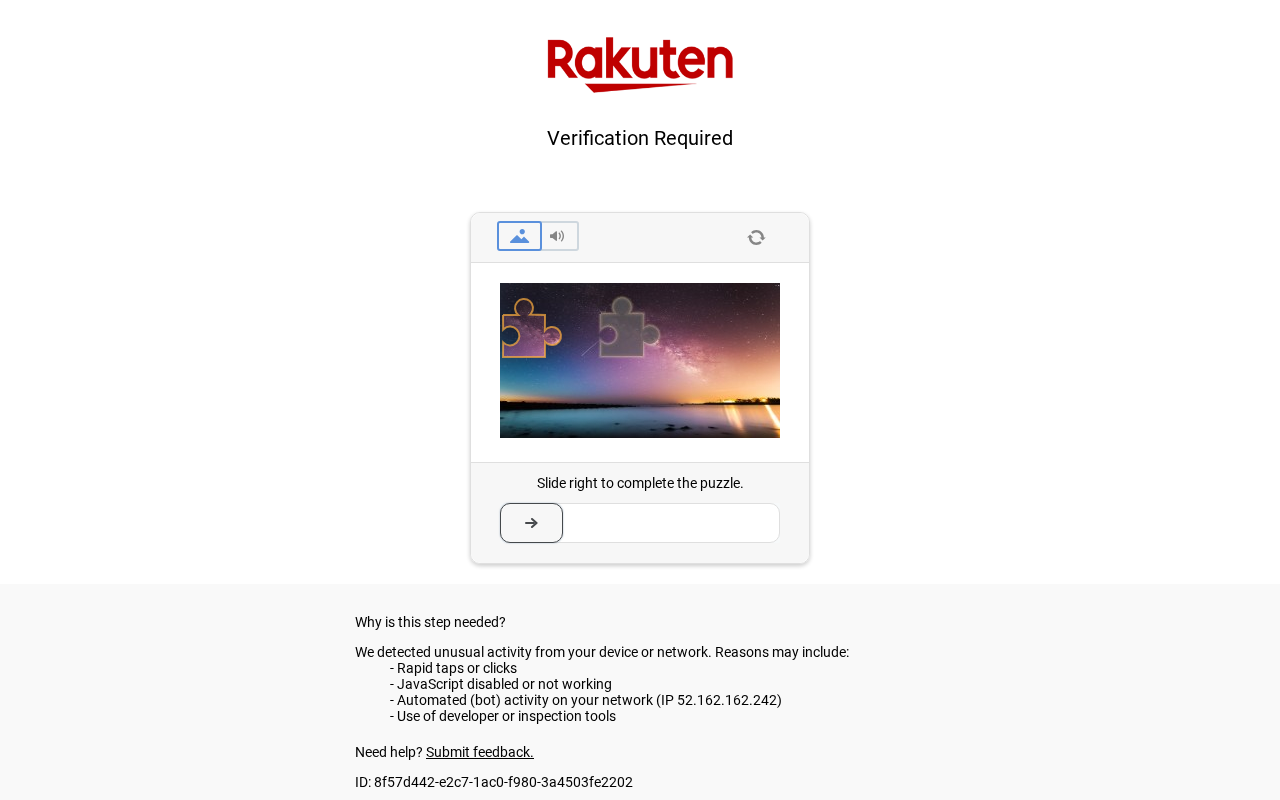 Rakuten
Verification Required
Slide right to complete the puzzle.
Why is this step needed?
We detected unusual activity from your device or network. Reasons may include:
- Rapid taps or clicks
- JavaScript disabled or not working
- Automated (bot) activity on your network (IP 52.162.162.242)
- Use of developer or inspection tools
Need help? Submit feedback.
ID: 8f57d442-e2c7-1ac0-f980-3a4503fe2202